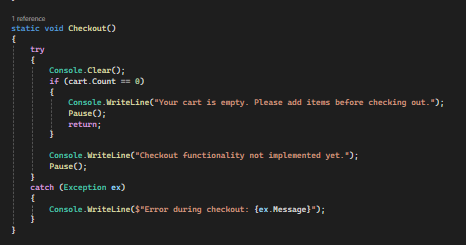 1 reference
static void Checkout()
{
    try
    {
        Console.Clear();
        if (cart.Count == 0)
        {
            Console.WriteLine("Your cart is empty. Please add items before checking out.");
            Pause();
            return;
        }

        Console.WriteLine("Checkout functionality not implemented yet.");
        Pause();
    }
    catch (Exception ex)
    {
        Console.WriteLine($"Error during checkout: {ex.Message}");
    }
}